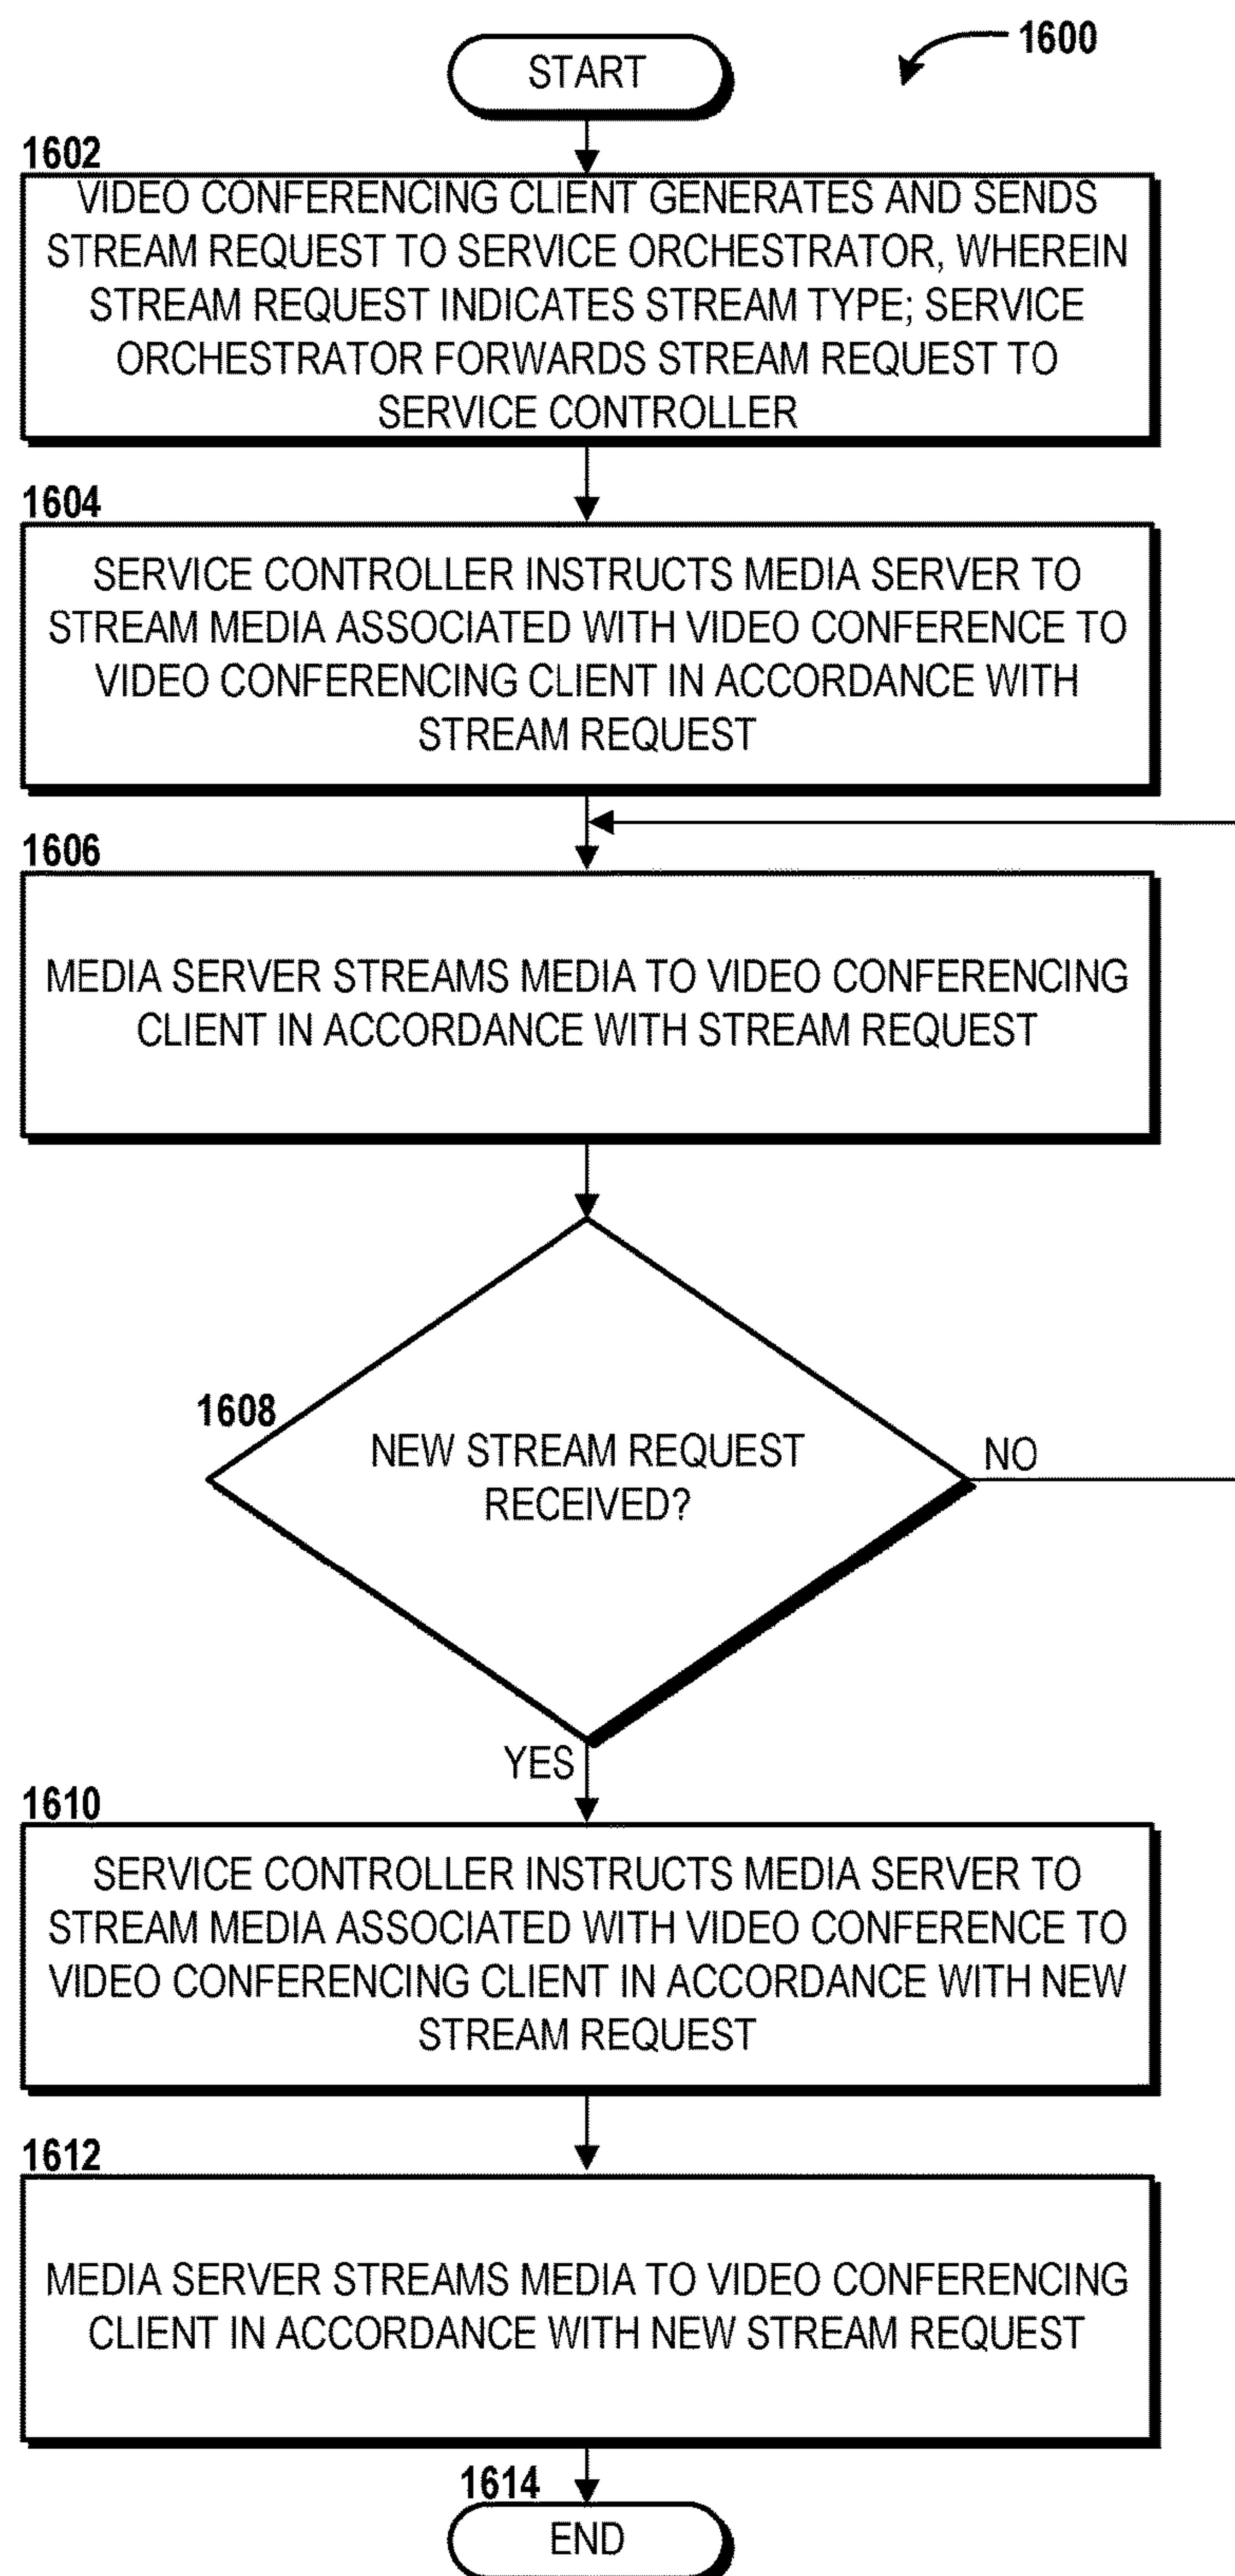 1600
START
1602
VIDEO CONFERENCING CLIENT GENERATES AND SENDS
STREAM REQUEST TO SERVICE ORCHESTRATOR, WHEREIN
STREAM REQUEST INDICATES STREAM TYPE; SERVICE
ORCHESTRATOR FORWARDS STREAM REQUEST TO
SERVICE CONTROLLER
1604
SERVICE CONTROLLER INSTRUCTS MEDIA SERVER TO
STREAM MEDIA ASSOCIATED WITH VIDEO CONFERENCE TO
VIDEO CONFERENCING CLIENT IN ACCORDANCE WITH
STREAM REQUEST
1606
MEDIA SERVER STREAMS MEDIA TO VIDEO CONFERENCING
CLIENT IN ACCORDANCE WITH STREAM REQUEST
1608
NEW STREAM REQUEST
RECEIVED?
NO
YES
1610
SERVICE CONTROLLER INSTRUCTS MEDIA SERVER TO
STREAM MEDIA ASSOCIATED WITH VIDEO CONFERENCE TO
VIDEO CONFERENCING CLIENT IN ACCORDANCE WITH NEW
STREAM REQUEST
1612
MEDIA SERVER STREAMS MEDIA TO VIDEO CONFERENCING
CLIENT IN ACCORDANCE WITH NEW STREAM REQUEST
1614
END